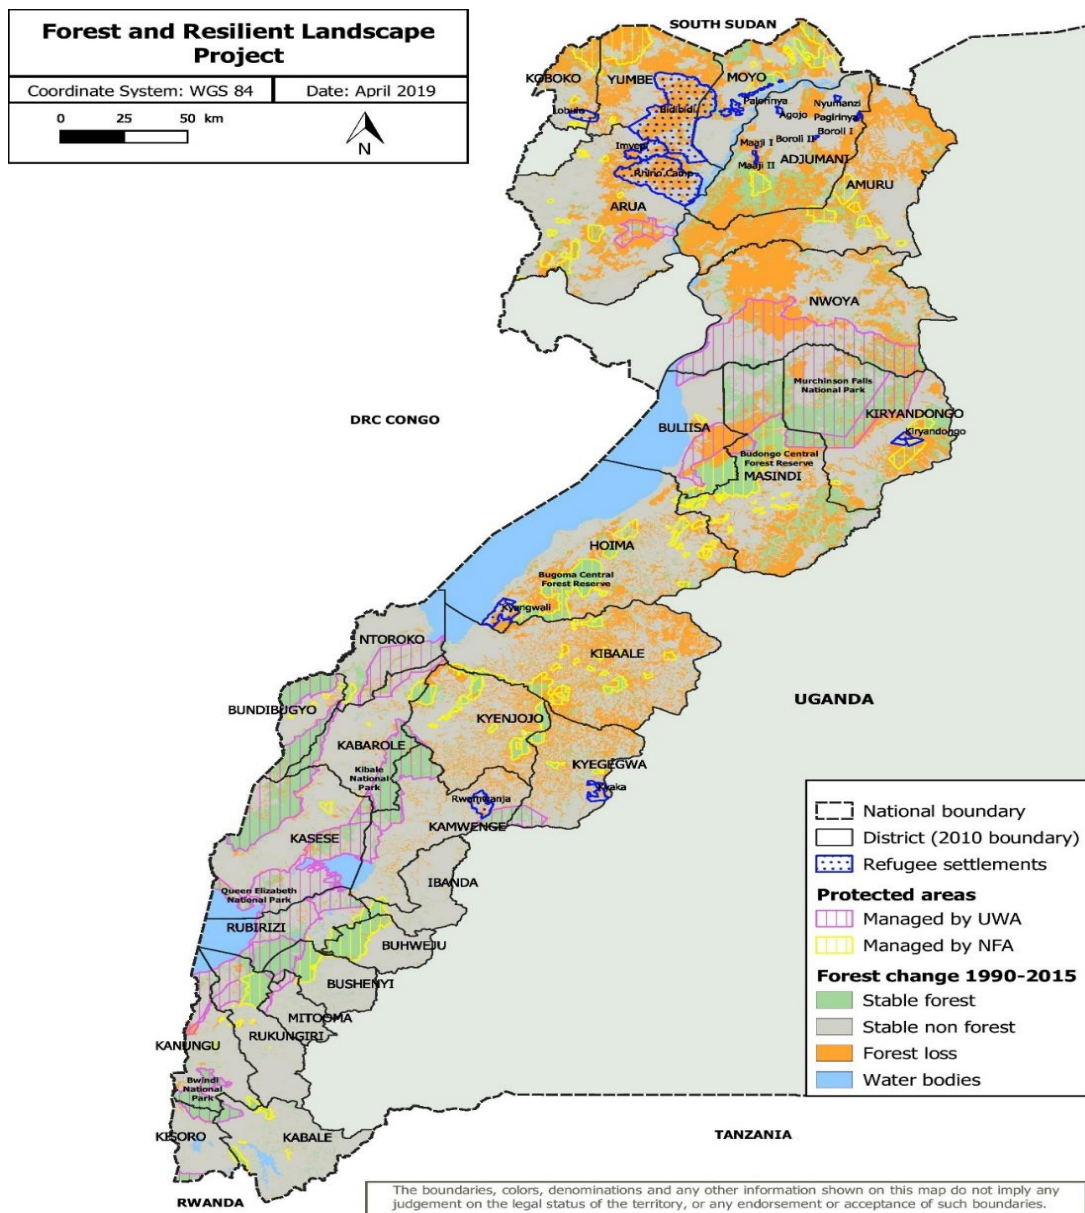 Forest and Resilient Landscape
Project
Coordinate System: WGS 84
Date: April 2019
0 25 50 km
N
SOUTH SUDAN
KOBOKO
YUMBE
MOYO
Lobule
Bidibidi
Palorinya
Nyumanzi
Agojo
Pagirinya
Boroli I
Imvepi
Maaji I
Boroli II
Maaji II
ADJUMANI
Rhino Camp
AMURU
ARUA
NWOYA
DRC CONGO
Murchinson Falls
National Park
BULIISA
KIRYANDONGO
Kiryandongo
Budongo Central
Forest Reserve
MASINDI
HOIMA
Bugoma Central
Forest Reserve
Kyangwali
NTOROKO
KIBAALE
UGANDA
BUNDIBUGYO
KYENJOJO
KABAROLE
KYEGEGWA
Kibale
National
Park
Kyaka
Rwamwanja
KAMWENGE
KASESE
IBANDA
Queen Elizabeth
National Park
RUBIRIZI
BUHWEJU
BUSHENYI
MITOOMA
RUKUNGIRI
KANUNGU
Bwindi
National
Park
KISORO
KABALE
TANZANIA
RWANDA
National boundary
District (2010 boundary)
Refugee settlements
Protected areas
Managed by UWA
Managed by NFA
Forest change 1990-2015
Stable forest
Stable non forest
Forest loss
Water bodies
The boundaries, colors, denominations and any other information shown on this map do not imply any
judgement on the legal status of the territory, or any endorsement or acceptance of such boundaries.